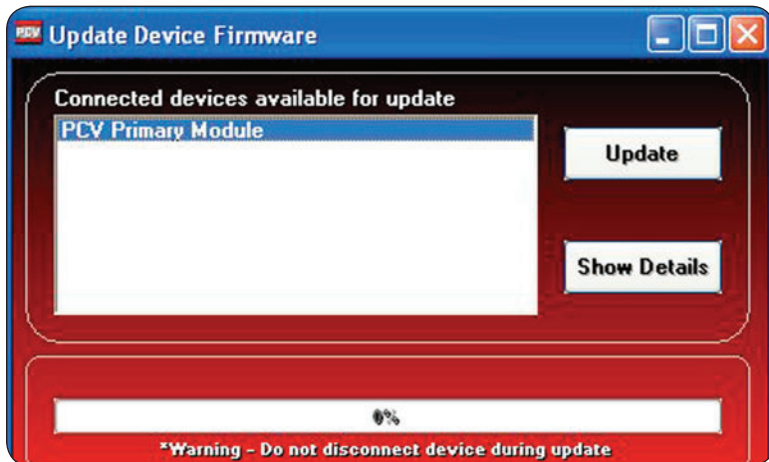 PCV Update Device Firmware
Connected devices available for update
PCV Primary Module
Update
Show Details
0%
*Warning - Do not disconnect device during update